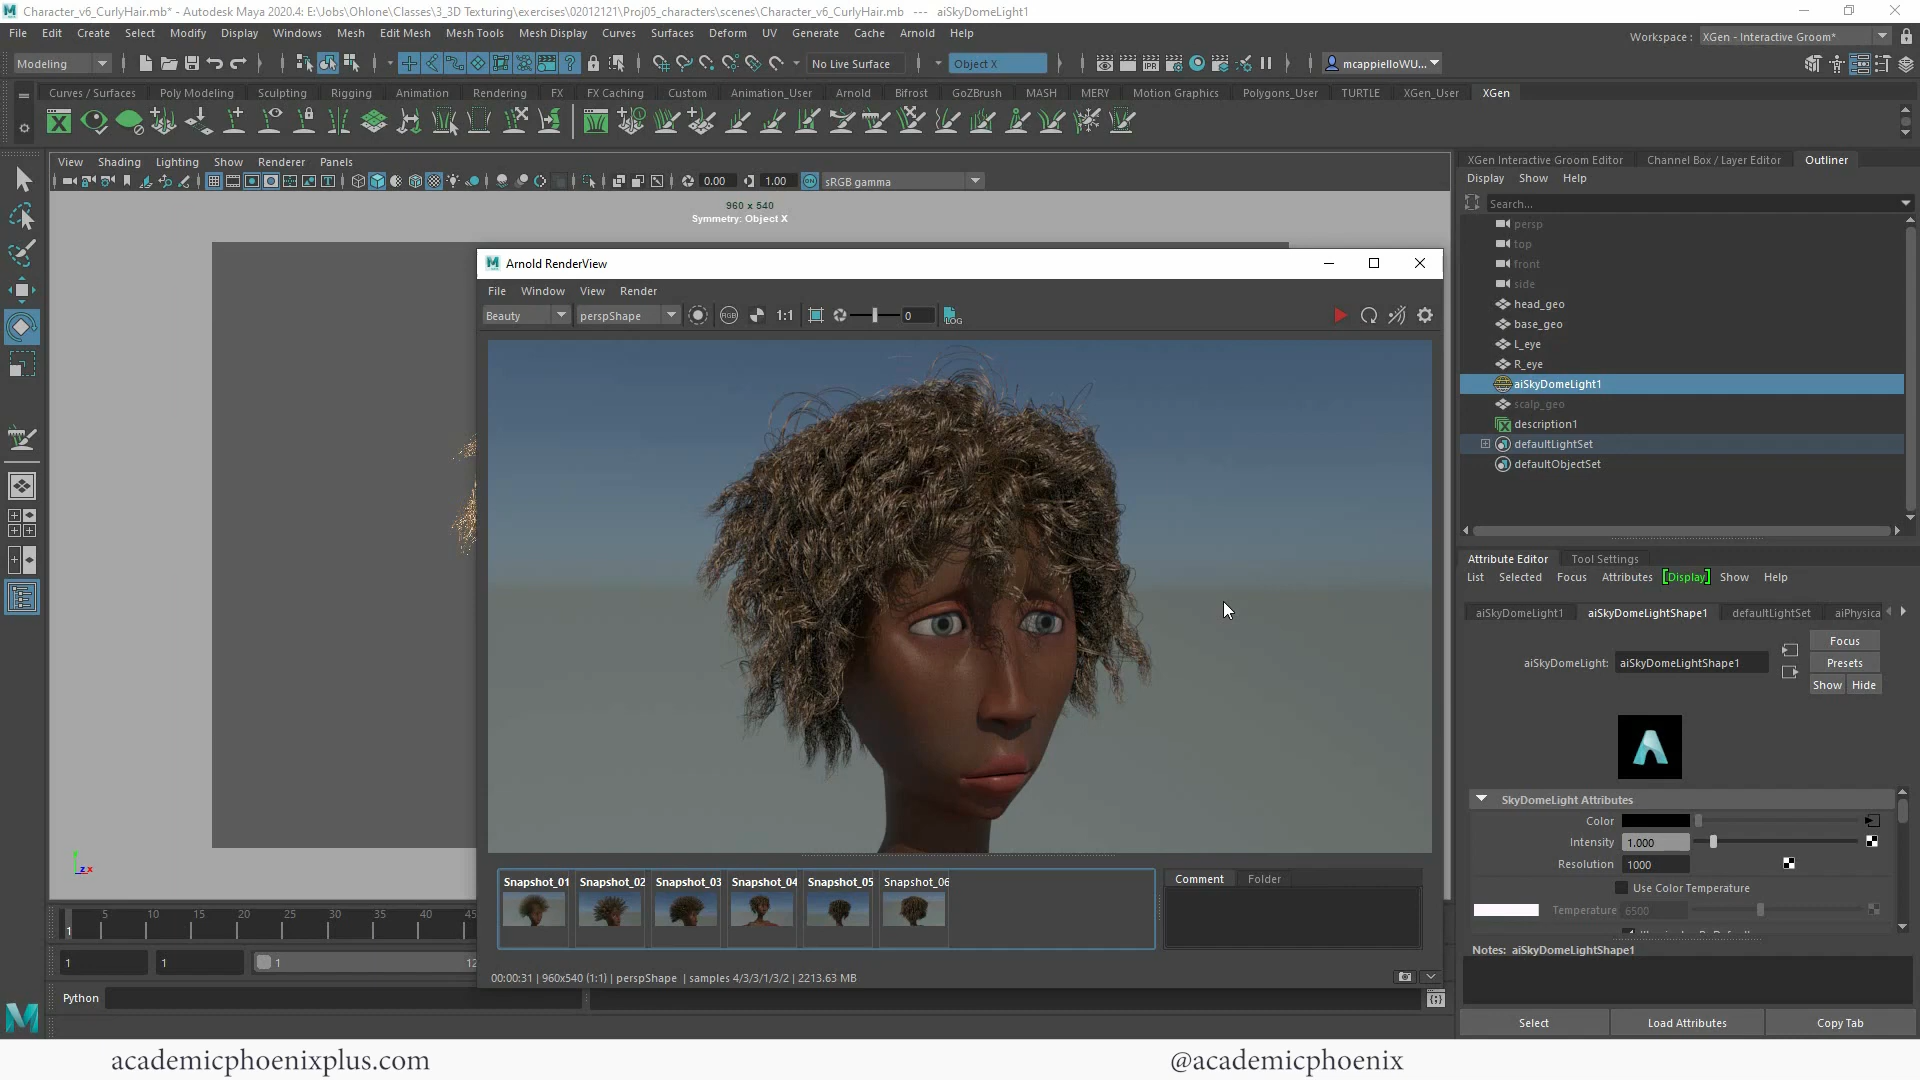 Character_v6_CurlyHair.mb* - Autodesk Maya 2020.4: E:\Jobs\Ohlone\Classes\3_3D Texturing\exercises\02012121\Proj05_characters\scenes\Character_v6_CurlyHair.mb --- aiSkyDomeLight1
File Edit Create Select Modify Display Windows Mesh Edit Mesh Mesh Tools Mesh Display Curves Surfaces Deform UV Generate Cache Arnold Help
Workspace : XGen - Interactive Groom*
Modeling No Live Surface Object X mcappielloWU...
Curves / Surfaces Poly Modeling Sculpting Rigging Animation Rendering FX FX Caching Custom Animation_User Arnold Bifrost GoZBrush MASH MERY Motion Graphics Polygons_User TURTLE XGen_User XGen
View Shading Lighting Show Renderer Panels
0.00 1.00 sRGB gamma
960 x 540
Symmetry: Object X
Arnold RenderView
File Window View Render
Beauty perspShape RGB 1:1 0 LOG
Snapshot_01 Snapshot_02 Snapshot_03 Snapshot_04 Snapshot_05 Snapshot_06
Comment Folder
00:00:31 | 960x540 (1:1) | perspShape | samples 4/3/3/1/3/2 | 2213.63 MB
XGen Interactive Groom Editor Channel Box / Layer Editor Outliner
Display Show Help
Search...
persp
top
front
side
head_geo
base_geo
L_eye
R_eye
aiSkyDomeLight1
scalp_geo
description1
defaultLightSet
defaultObjectSet
Attribute Editor Tool Settings
List Selected Focus Attributes Display Show Help
aiSkyDomeLight1 aiSkyDomeLightShape1 defaultLightSet aiPhysica
aiSkyDomeLight: aiSkyDomeLightShape1
Focus
Presets
Show Hide
SkyDomeLight Attributes
Color
Intensity 1.000
Resolution 1000
Use Color Temperature
Temperature 6500
Notes: aiSkyDomeLightShape1
Select Load Attributes Copy Tab
5 10 15 20 25 30 35 40 45
1
1 1 1 12
Python
z x
academicphoenixplus.com
@academicphoenix